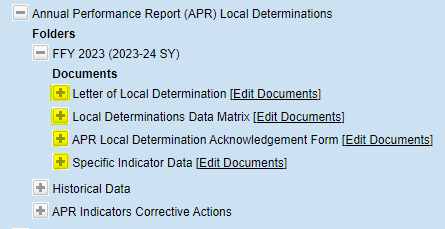 Annual Performance Report (APR) Local Determinations
Folders
FFY 2023 (2023-24 SY)
Documents
Letter of Local Determination [Edit Documents]
Local Determinations Data Matrix [Edit Documents]
APR Local Determination Acknowledgement Form [Edit Documents]
Specific Indicator Data [Edit Documents]
Historical Data
APR Indicators Corrective Actions